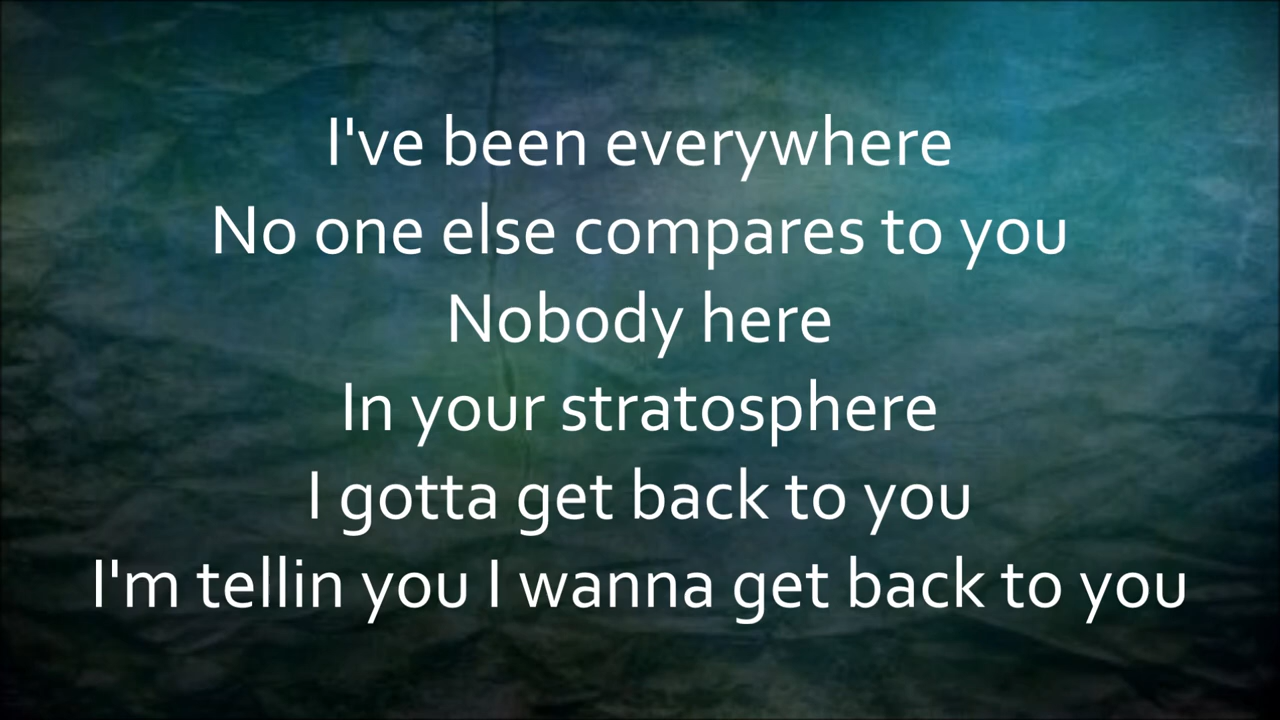 I've been everywhere
No one else compares to you
Nobody here
In your stratosphere
I gotta get back to you
I'm tellin you I wanna get back to you